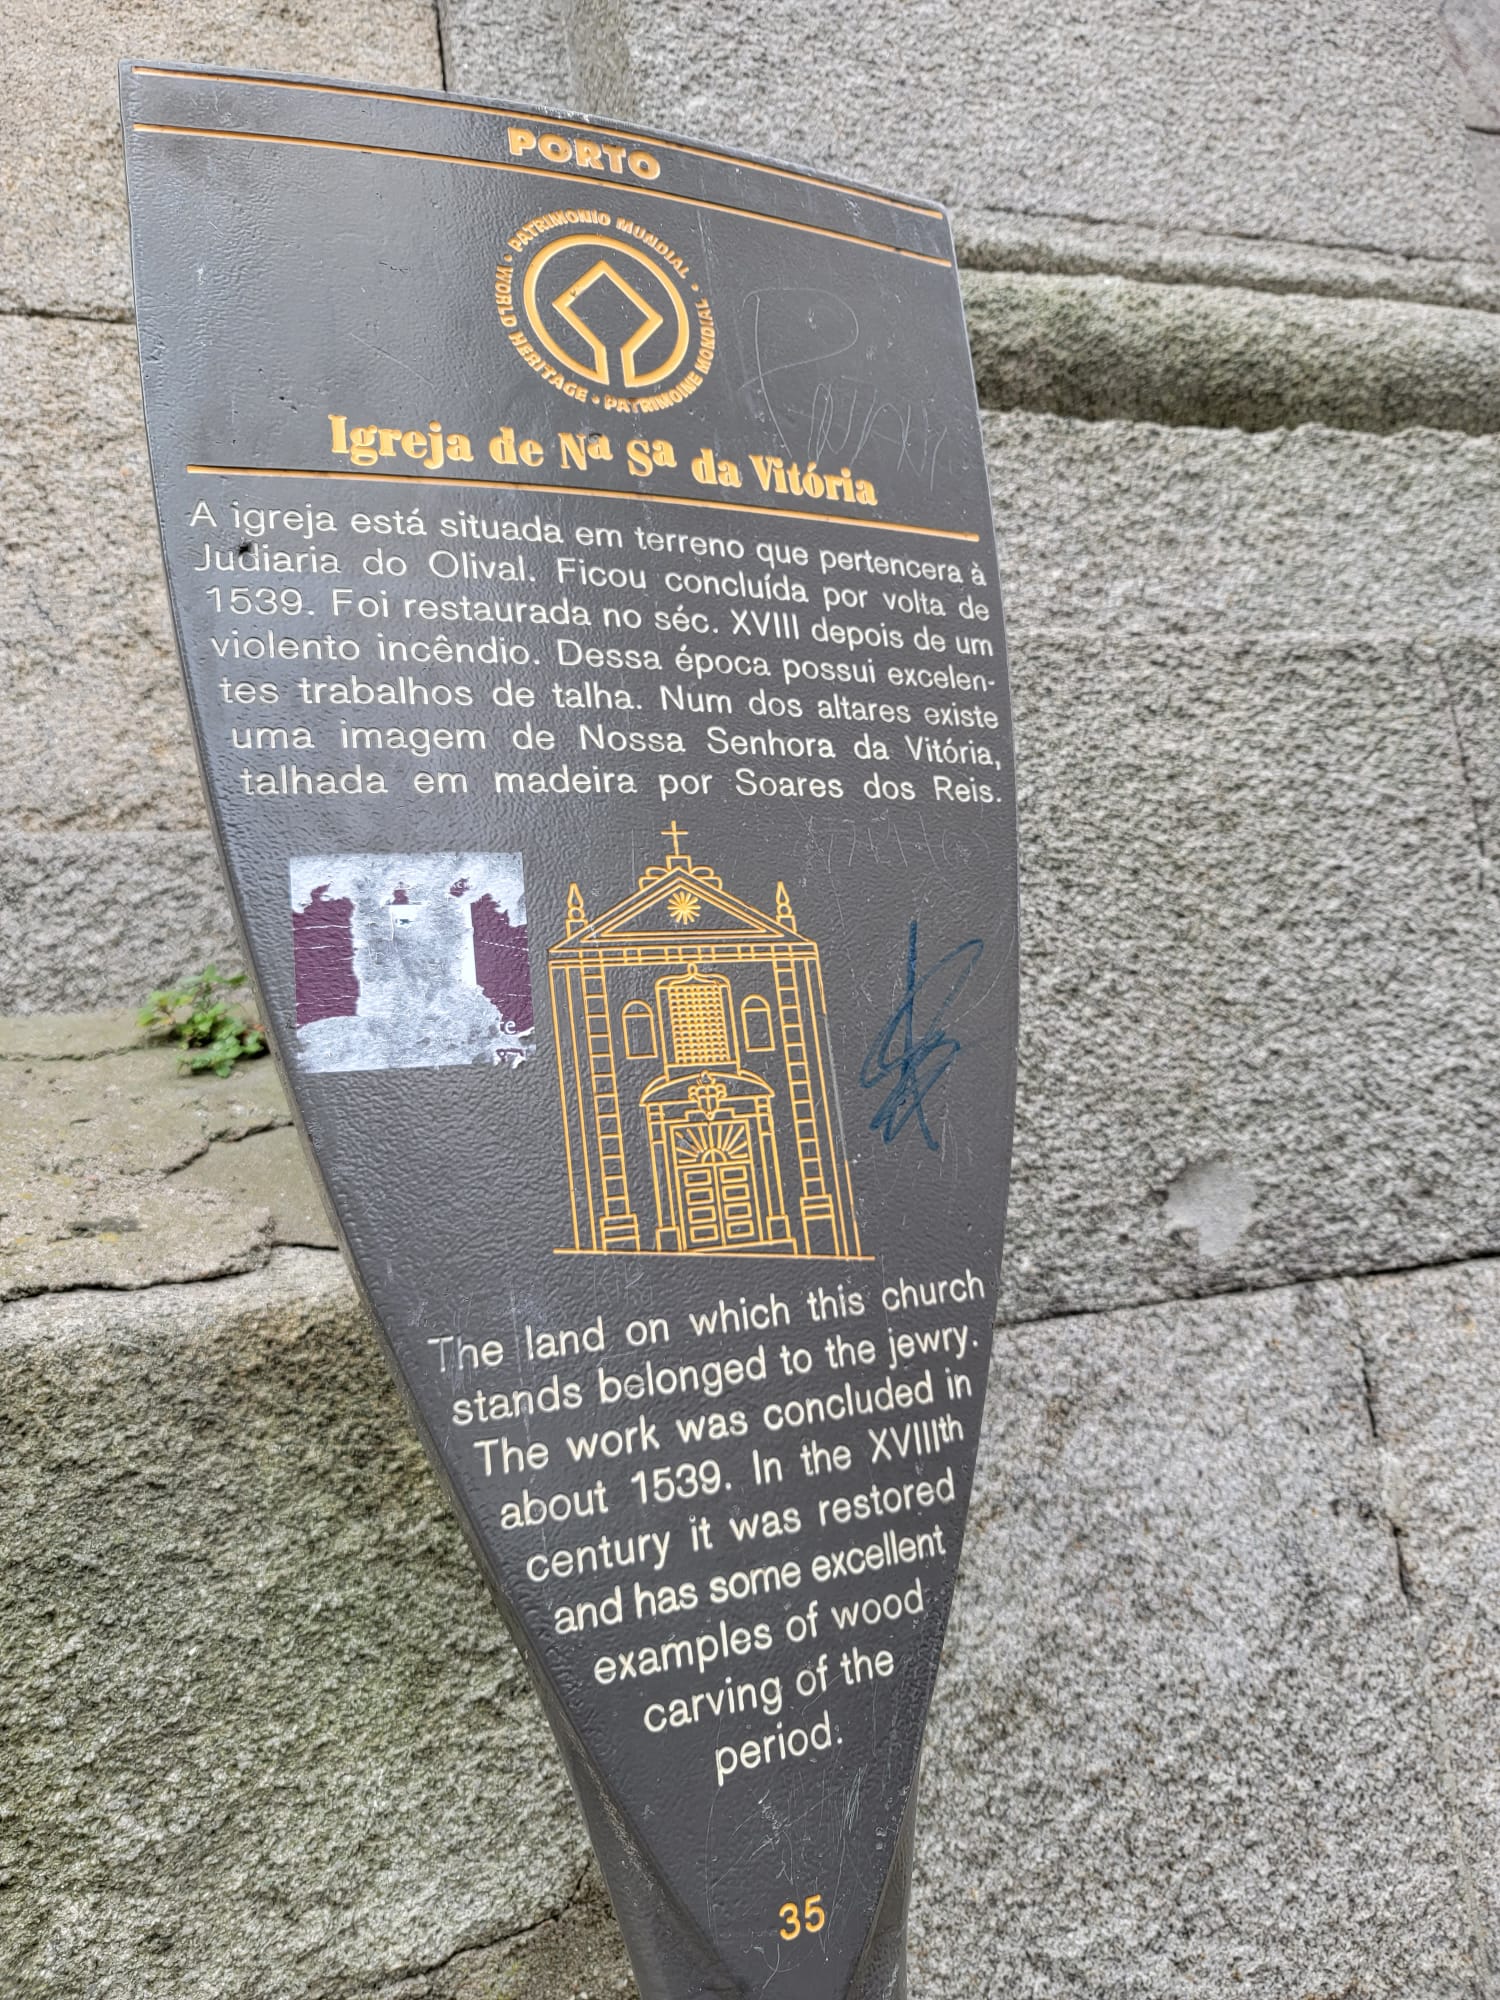 PORTO
PATRIMONIO MUNDIAL • WORLD HERITAGE • PATRIMOINE MONDIAL •
Igreja de Nª Sª da Vitória
A igreja está situada em terreno que pertencera à
Judiaria do Olival. Ficou concluída por volta de
1539. Foi restaurada no séc. XVIII depois de um
violento incêndio. Dessa época possui excelen-
tes trabalhos de talha. Num dos altares existe
uma imagem de Nossa Senhora da Vitória,
talhada em madeira por Soares dos Reis.
The land on which this church
stands belonged to the jewry.
The work was concluded in
about 1539. In the XVIIIth
century it was restored
and has some excellent
examples of wood
carving of the
period.
35